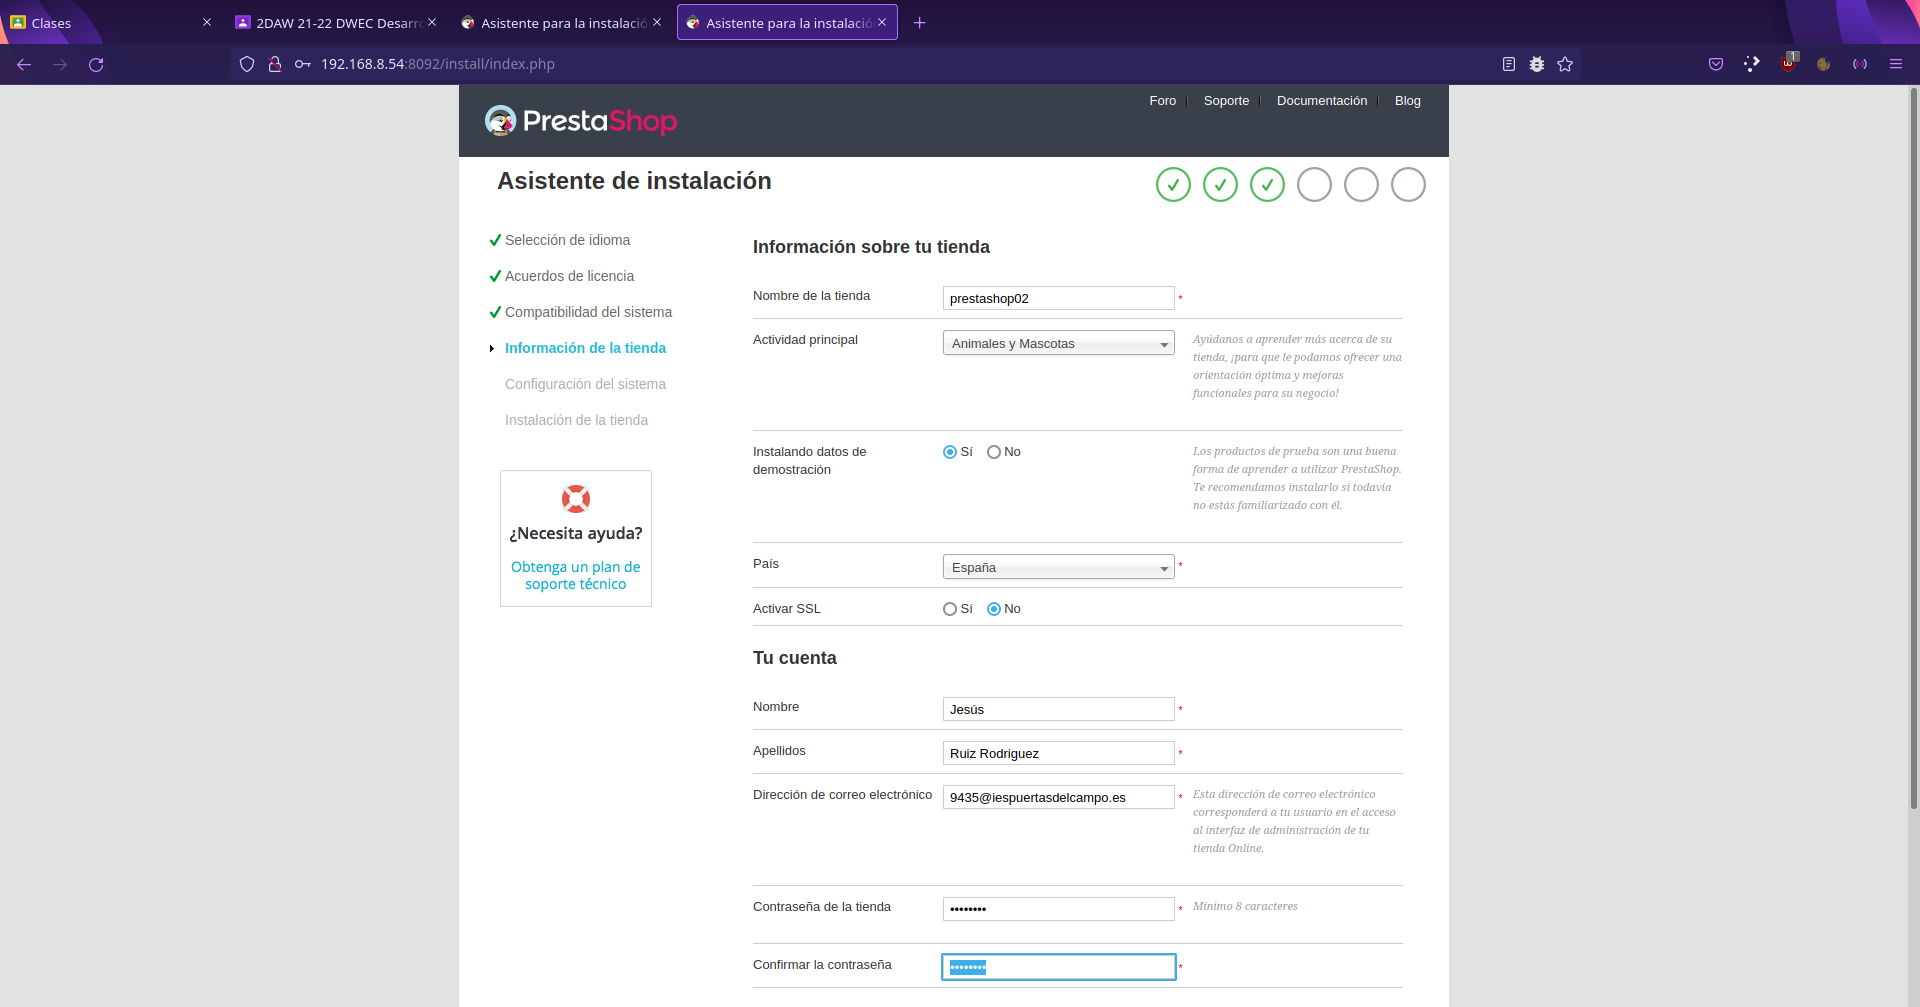 Clases
2DAW 21-22 DWEC Desarro
Asistente para la instalació
Asistente para la instalació
192.168.8.54:8092/install/index.php
1
PrestaShop
Foro
Soporte
Documentación
Blog
Asistente de instalación
Selección de idioma
Acuerdos de licencia
Compatibilidad del sistema
Información de la tienda
Configuración del sistema
Instalación de la tienda
¿Necesita ayuda?
Obtenga un plan de
soporte técnico
Información sobre tu tienda
Nombre de la tienda
prestashop02 *
Actividad principal
Animales y Mascotas
Ayúdanos a aprender más acerca de su
tienda, ¡para que le podamos ofrecer una
orientación óptima y mejoras
funcionales para su negocio!
Instalando datos de
demostración
Sí No
Los productos de prueba son una buena
forma de aprender a utilizar PrestaShop.
Te recomendamos instalarlo si todavía
no estás familiarizado con él.
País
España *
Activar SSL
Sí No
Tu cuenta
Nombre
Jesús *
Apellidos
Ruiz Rodriguez *
Dirección de correo electrónico
9435@iespuertasdelcampo.es *
Esta dirección de correo electrónico
corresponderá a tu usuario en el acceso
al interfaz de administración de tu
tienda Online.
Contraseña de la tienda
•••••••• *
Mínimo 8 caracteres
Confirmar la contraseña
•••••••• *